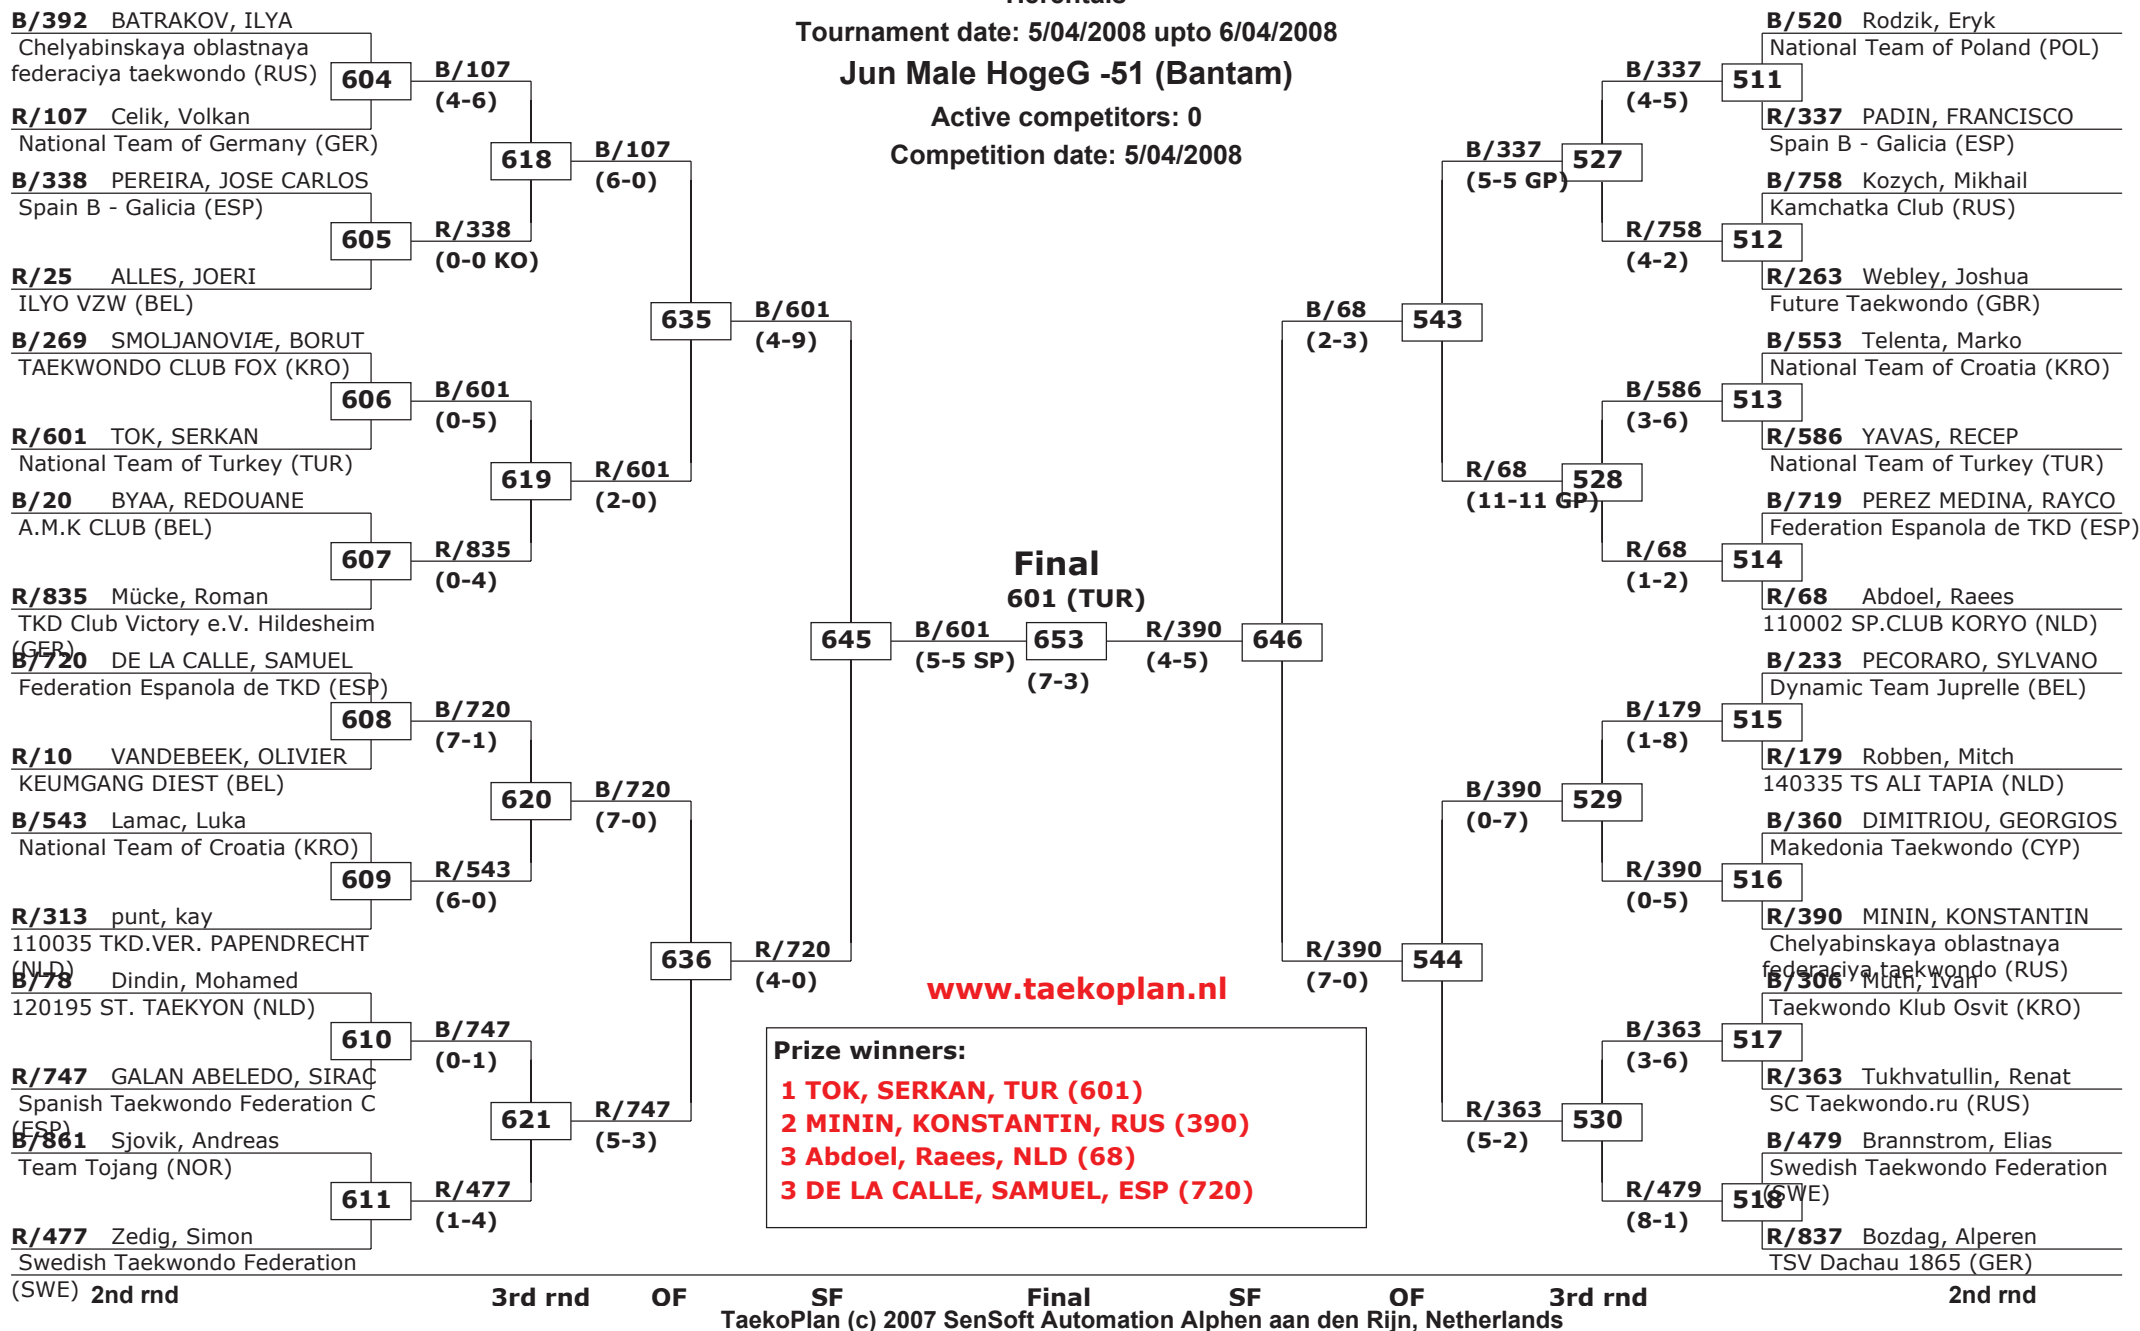 Herentals
Tournament date: 5/04/2008 upto 6/04/2008
Jun Male HogeG -51 (Bantam)
Active competitors: 0
Competition date: 5/04/2008
B/392 BATRAKOV, ILYA
Chelyabinskaya oblastnaya
federaciya taekwondo (RUS)
604
R/107 Celik, Volkan
National Team of Germany (GER)
B/338 PEREIRA, JOSE CARLOS
Spain B - Galicia (ESP)
605
R/25 ALLES, JOERI
ILYO VZW (BEL)
B/269 SMOLJANOVIÆ, BORUT
TAEKWONDO CLUB FOX (KRO)
606
R/601 TOK, SERKAN
National Team of Turkey (TUR)
B/20 BYAA, REDOUANE
A.M.K CLUB (BEL)
607
R/835 Mücke, Roman
TKD Club Victory e.V. Hildesheim
(GER)
B/720 DE LA CALLE, SAMUEL
Federation Espanola de TKD (ESP)
608
R/10 VANDEBEEK, OLIVIER
KEUMGANG DIEST (BEL)
B/543 Lamac, Luka
National Team of Croatia (KRO)
609
R/313 punt, kay
110035 TKD.VER. PAPENDRECHT
(NLD)
B/78 Dindin, Mohamed
120195 ST. TAEKYON (NLD)
610
R/747 GALAN ABELEDO, SIRAC
Spanish Taekwondo Federation C
(ESP)
B/861 Sjovik, Andreas
Team Tojang (NOR)
611
R/477 Zedig, Simon
Swedish Taekwondo Federation
(SWE)
B/107
(4-6)
618
R/338
(0-0 KO)
B/601
(0-5)
619
R/835
(0-4)
B/720
(7-1)
620
R/543
(6-0)
B/747
(0-1)
621
R/477
(1-4)
B/107
(6-0)
635
R/601
(2-0)
B/720
(7-0)
636
R/747
(5-3)
B/601
(4-9)
645
R/720
(4-0)
B/601
(5-5 SP)
Final
601 (TUR)
653
(7-3)
R/390
(4-5)
646
B/68
(2-3)
543
R/390
(7-0)
544
B/337
(5-5 GP)
527
R/68
(11-11 GP)
528
B/390
(0-7)
529
R/363
(5-2)
530
B/337
(4-5)
R/758
(4-2)
B/586
(3-6)
R/68
(1-2)
B/179
(1-8)
R/390
(0-5)
B/363
(3-6)
R/479
(8-1)
B/520 Rodzik, Eryk
National Team of Poland (POL)
511
R/337 PADIN, FRANCISCO
Spain B - Galicia (ESP)
B/758 Kozych, Mikhail
Kamchatka Club (RUS)
512
R/263 Webley, Joshua
Future Taekwondo (GBR)
B/553 Telenta, Marko
National Team of Croatia (KRO)
513
R/586 YAVAS, RECEP
National Team of Turkey (TUR)
B/719 PEREZ MEDINA, RAYCO
Federation Espanola de TKD (ESP)
514
R/68 Abdoel, Raees
110002 SP.CLUB KORYO (NLD)
B/233 PECORARO, SYLVANO
Dynamic Team Juprelle (BEL)
515
R/179 Robben, Mitch
140335 TS ALI TAPIA (NLD)
B/360 DIMITRIOU, GEORGIOS
Makedonia Taekwondo (CYP)
516
R/390 MININ, KONSTANTIN
Chelyabinskaya oblastnaya
federaciya taekwondo (RUS)
B/306 Muth, Ivan
Taekwondo Klub Osvit (KRO)
517
R/363 Tukhvatullin, Renat
SC Taekwondo.ru (RUS)
B/479 Brannstrom, Elias
Swedish Taekwondo Federation
(SWE)
518
R/837 Bozdag, Alperen
TSV Dachau 1865 (GER)
www.taekoplan.nl
Prize winners:
1 TOK, SERKAN, TUR (601)
2 MININ, KONSTANTIN, RUS (390)
3 Abdoel, Raees, NLD (68)
3 DE LA CALLE, SAMUEL, ESP (720)
2nd rnd 3rd rnd OF SF Final SF OF 3rd rnd 2nd rnd
TaekoPlan (c) 2007 SenSoft Automation Alphen aan den Rijn, Netherlands